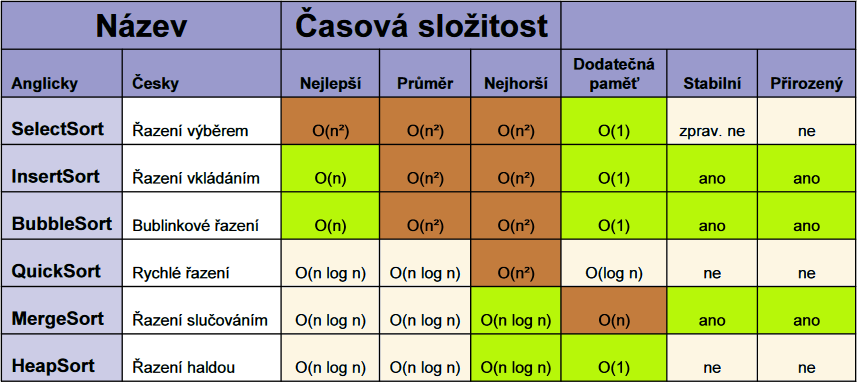 Název Časová složitost
Anglicky Česky Nejlepší Průměr Nejhorší Dodatečná paměť Stabilní Přirozený
SelectSort Řazení výběrem O(n²) O(n²) O(n²) O(1) zprav. ne ne
InsertSort Řazení vkládáním O(n) O(n²) O(n²) O(1) ano ano
BubbleSort Bublinkové řazení O(n) O(n²) O(n²) O(1) ano ano
QuickSort Rychlé řazení O(n log n) O(n log n) O(n²) O(log n) ne ne
MergeSort Řazení slučováním O(n log n) O(n log n) O(n log n) O(n) ano ano
HeapSort Řazení haldou O(n log n) O(n log n) O(n log n) O(1) ne ne